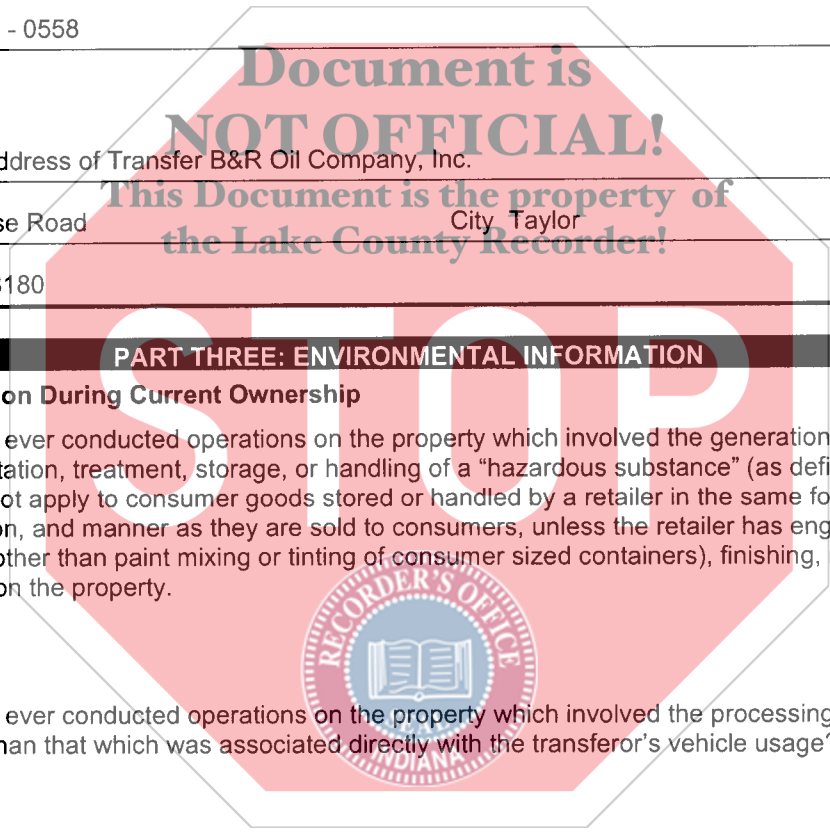 - 0558
Document is
NOT OFFICIAL!
ddress of Transfer B&R Oil Company, Inc.
This Document is the property of
se Road City Taylor
the Lake County Recorder!
6180
STOP
PART THREE: ENVIRONMENTAL INFORMATION
on During Current Ownership
ever conducted operations on the property which involved the generation
tation, treatment, storage, or handling of a “hazardous substance” (as defi
ot apply to consumer goods stored or handled by a retailer in the same fo
on, and manner as they are sold to consumers, unless the retailer has eng
other than paint mixing or tinting of consumer sized containers), finishing,
on the property.
RECORDER'S OFFICE
ever conducted operations on the property which involved the processing
han that which was associated directly with the transferor's vehicle usage?
INDIANA